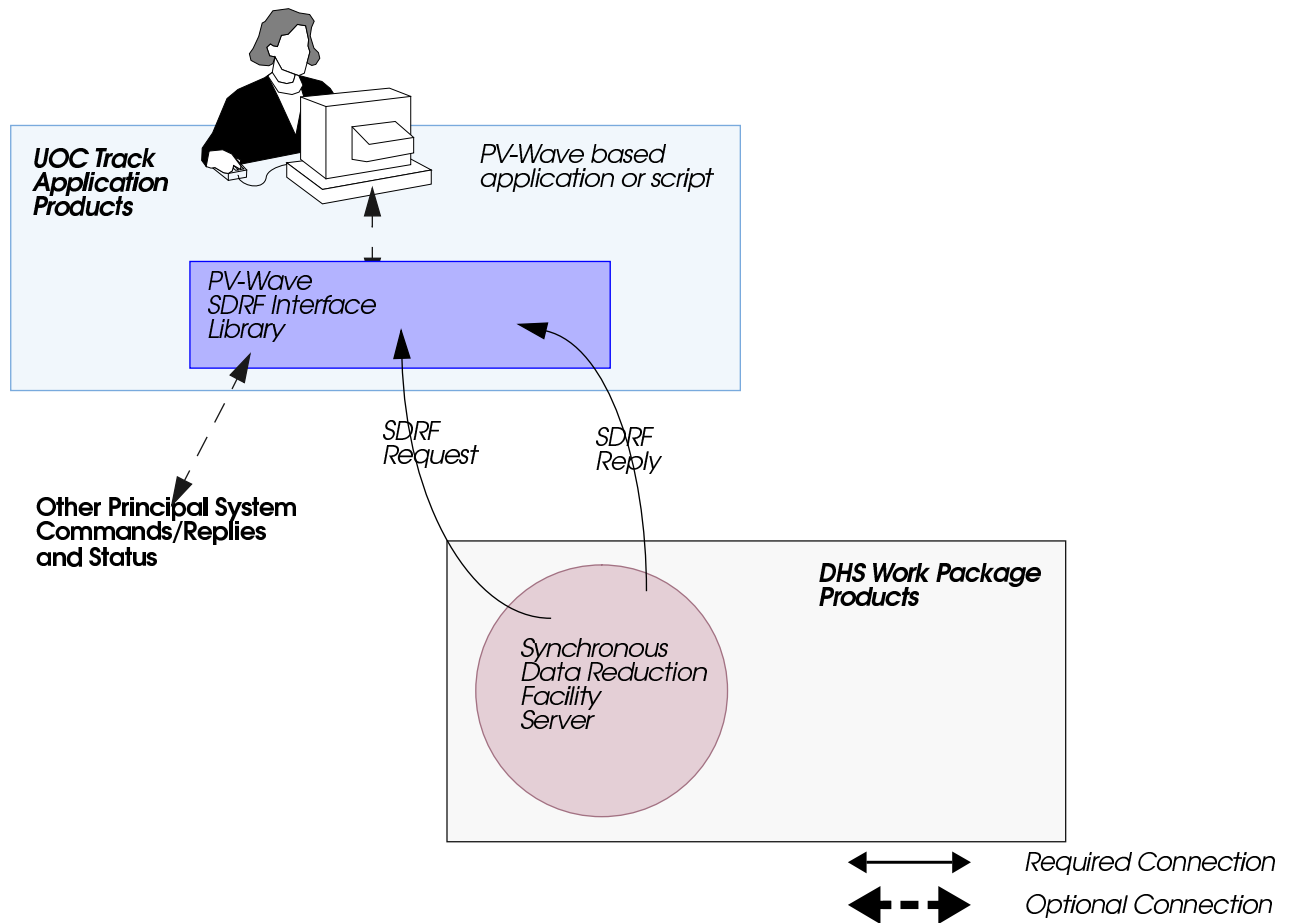 UOC Track
Application
Products
PV-Wave based
application or script
PV-Wave
SDRF Interface
Library
SDRF
Request
SDRF
Reply
Other Principal System
Commands/Replies
and Status
DHS Work Package
Products
Synchronous
Data Reduction
Facility
Server
Required Connection
Optional Connection